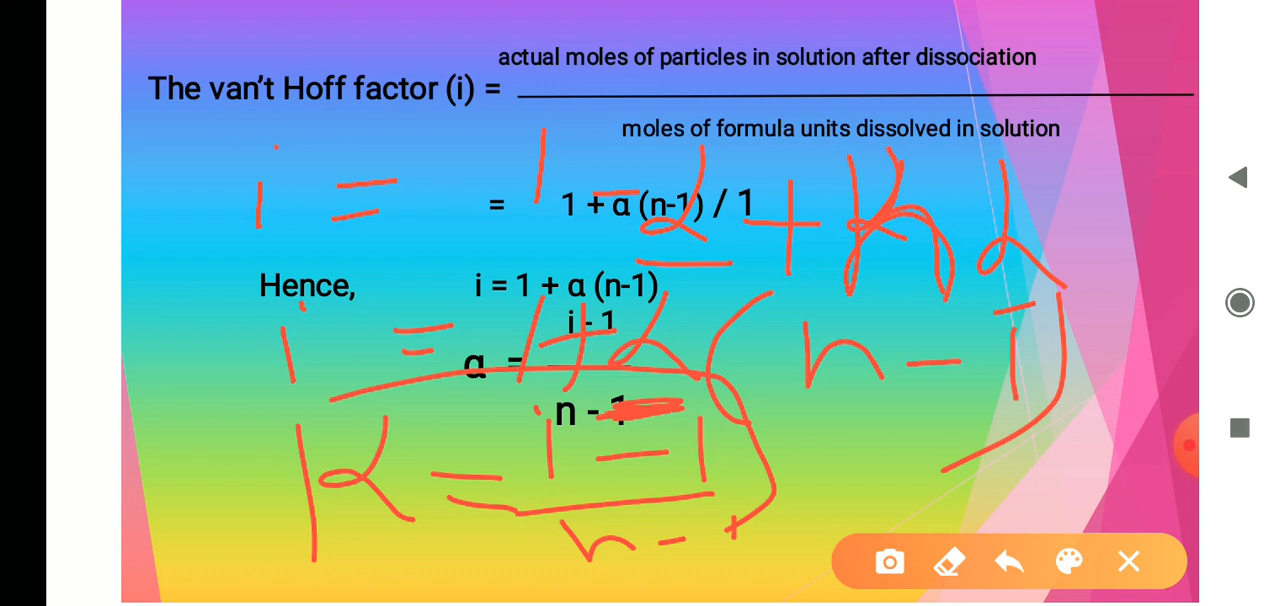 actual moles of particles in solution after dissociation
The van't Hoff factor (i) =
moles of formula units dissolved in solution
i = 1 - α + nα
= 1 + α (n-1) / 1
Hence, i = 1 + α (n-1)
i - 1
α =
n - 1
i = 1 + α (n - 1)
α = i - 1
n - 1